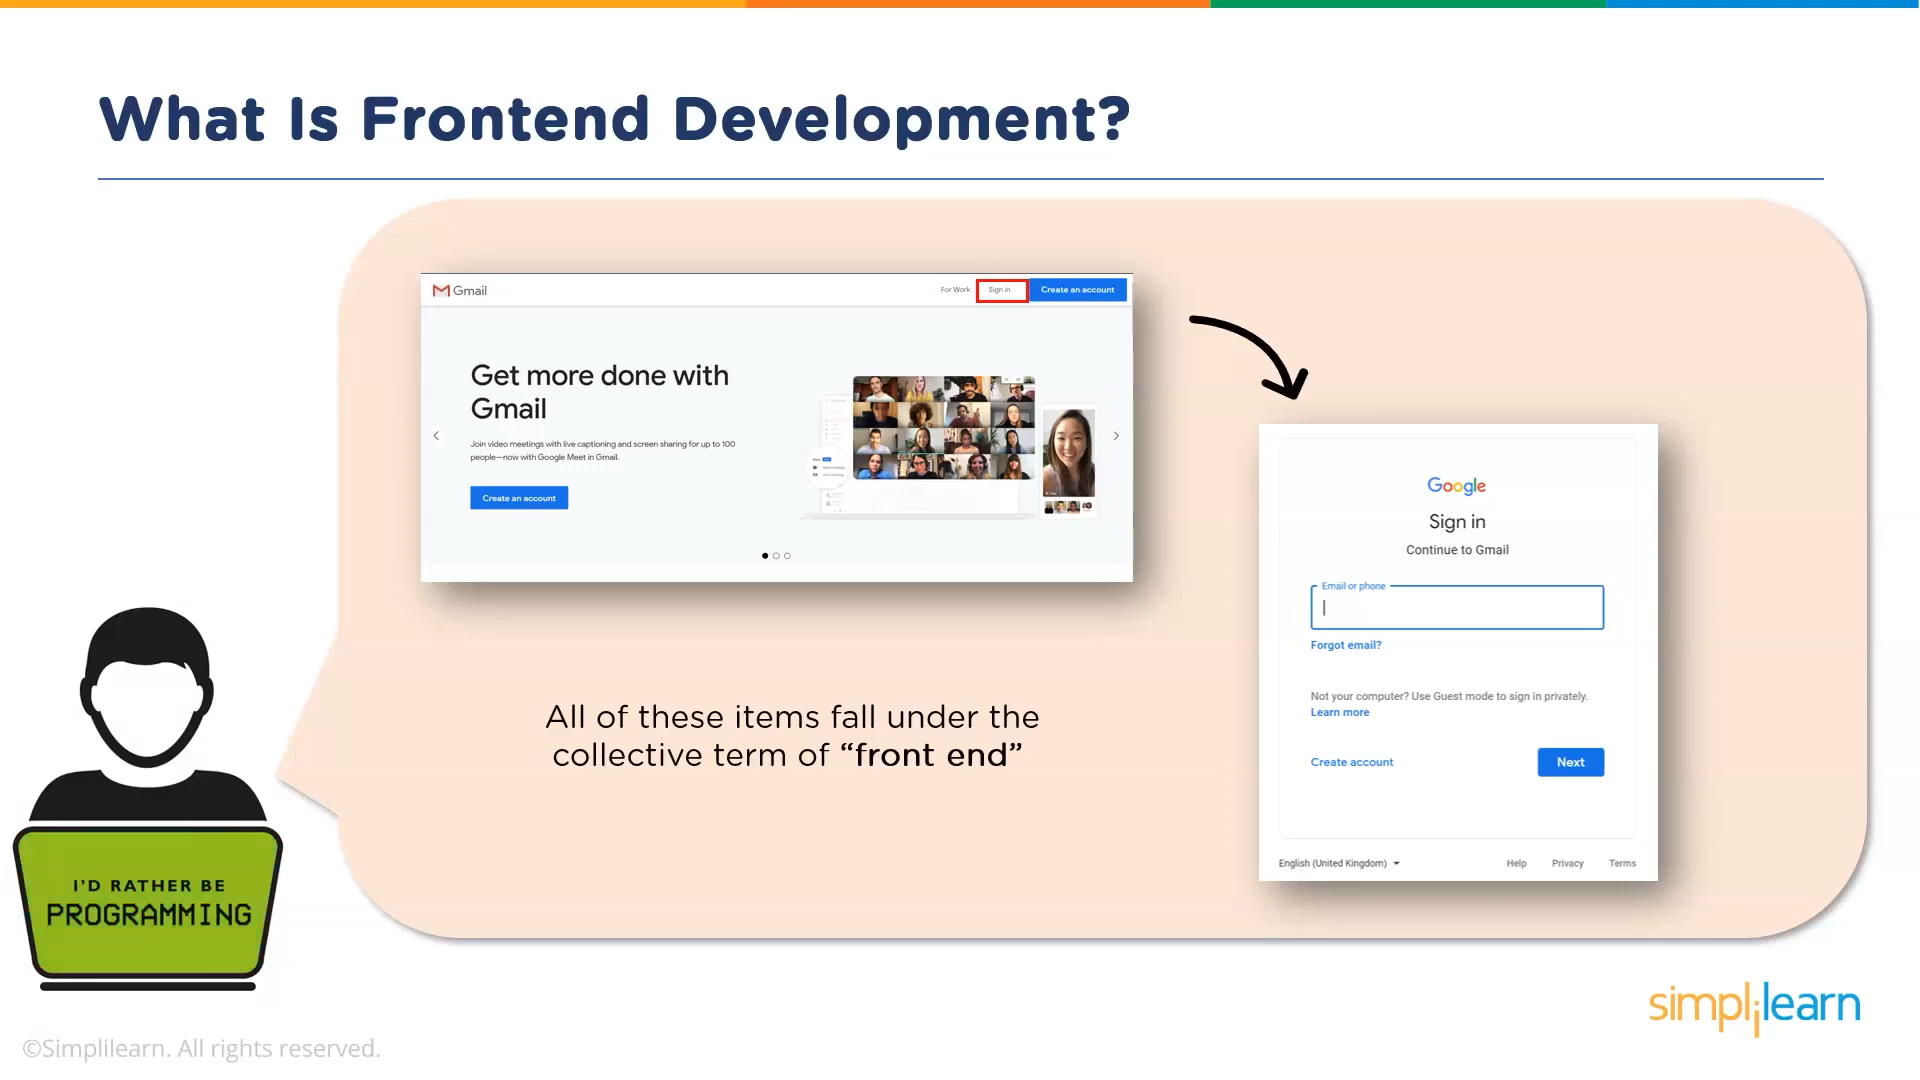 What Is Frontend Development?
Gmail
For Work
Sign in
Create an account
Get more done with
Gmail
Join video meetings with live captioning and screen sharing for up to 100
people—now with Google Meet in Gmail.
Create an account
Google
Sign in
Continue to Gmail
Email or phone
Forgot email?
Not your computer? Use Guest mode to sign in privately.
Learn more
Create account
Next
English (United Kingdom)
Help
Privacy
Terms
All of these items fall under the
collective term of “front end”
I'D RATHER BE
PROGRAMMING
simplilearn
©Simplilearn. All rights reserved.